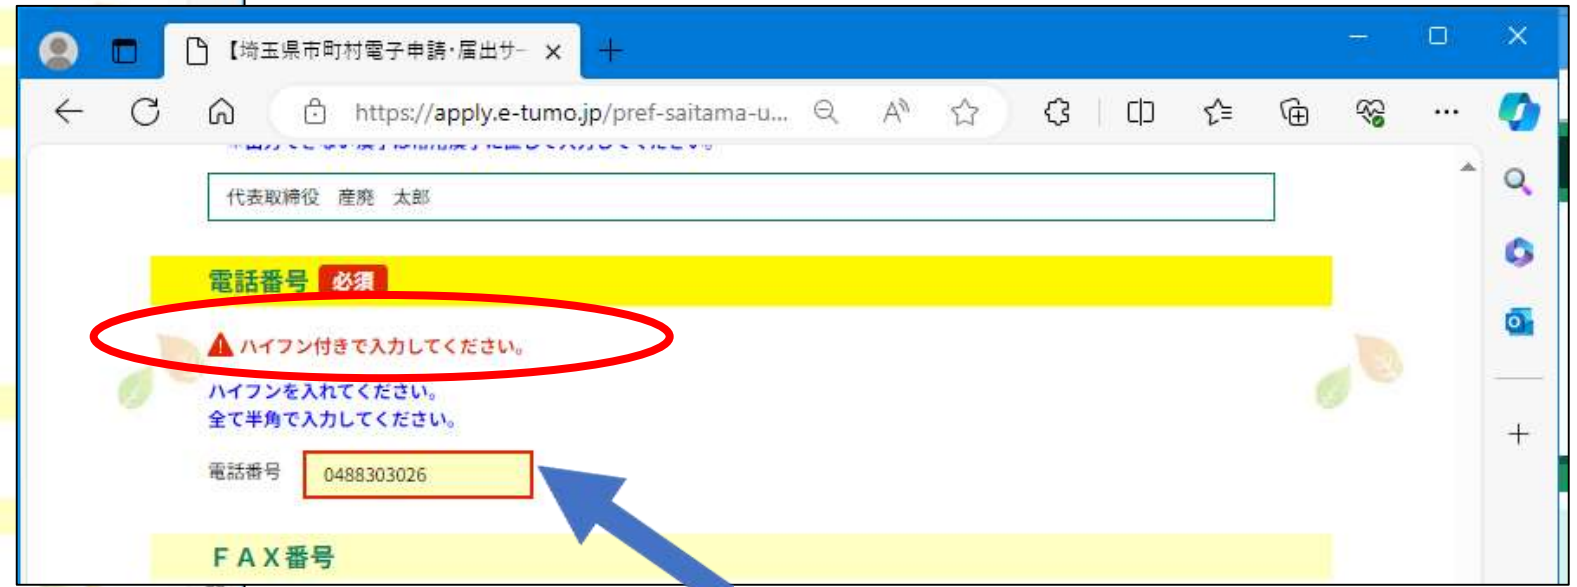 【埼玉県市町村電子申請・届出サー
https://apply.e-tumo.jp/pref-saitama-u...
代表取締役　産廃　太郎
電話番号 必須
ハイフン付きで入力してください。
ハイフンを入れてください。
全て半角で入力してください。
電話番号 0488303026
ＦＡＸ番号